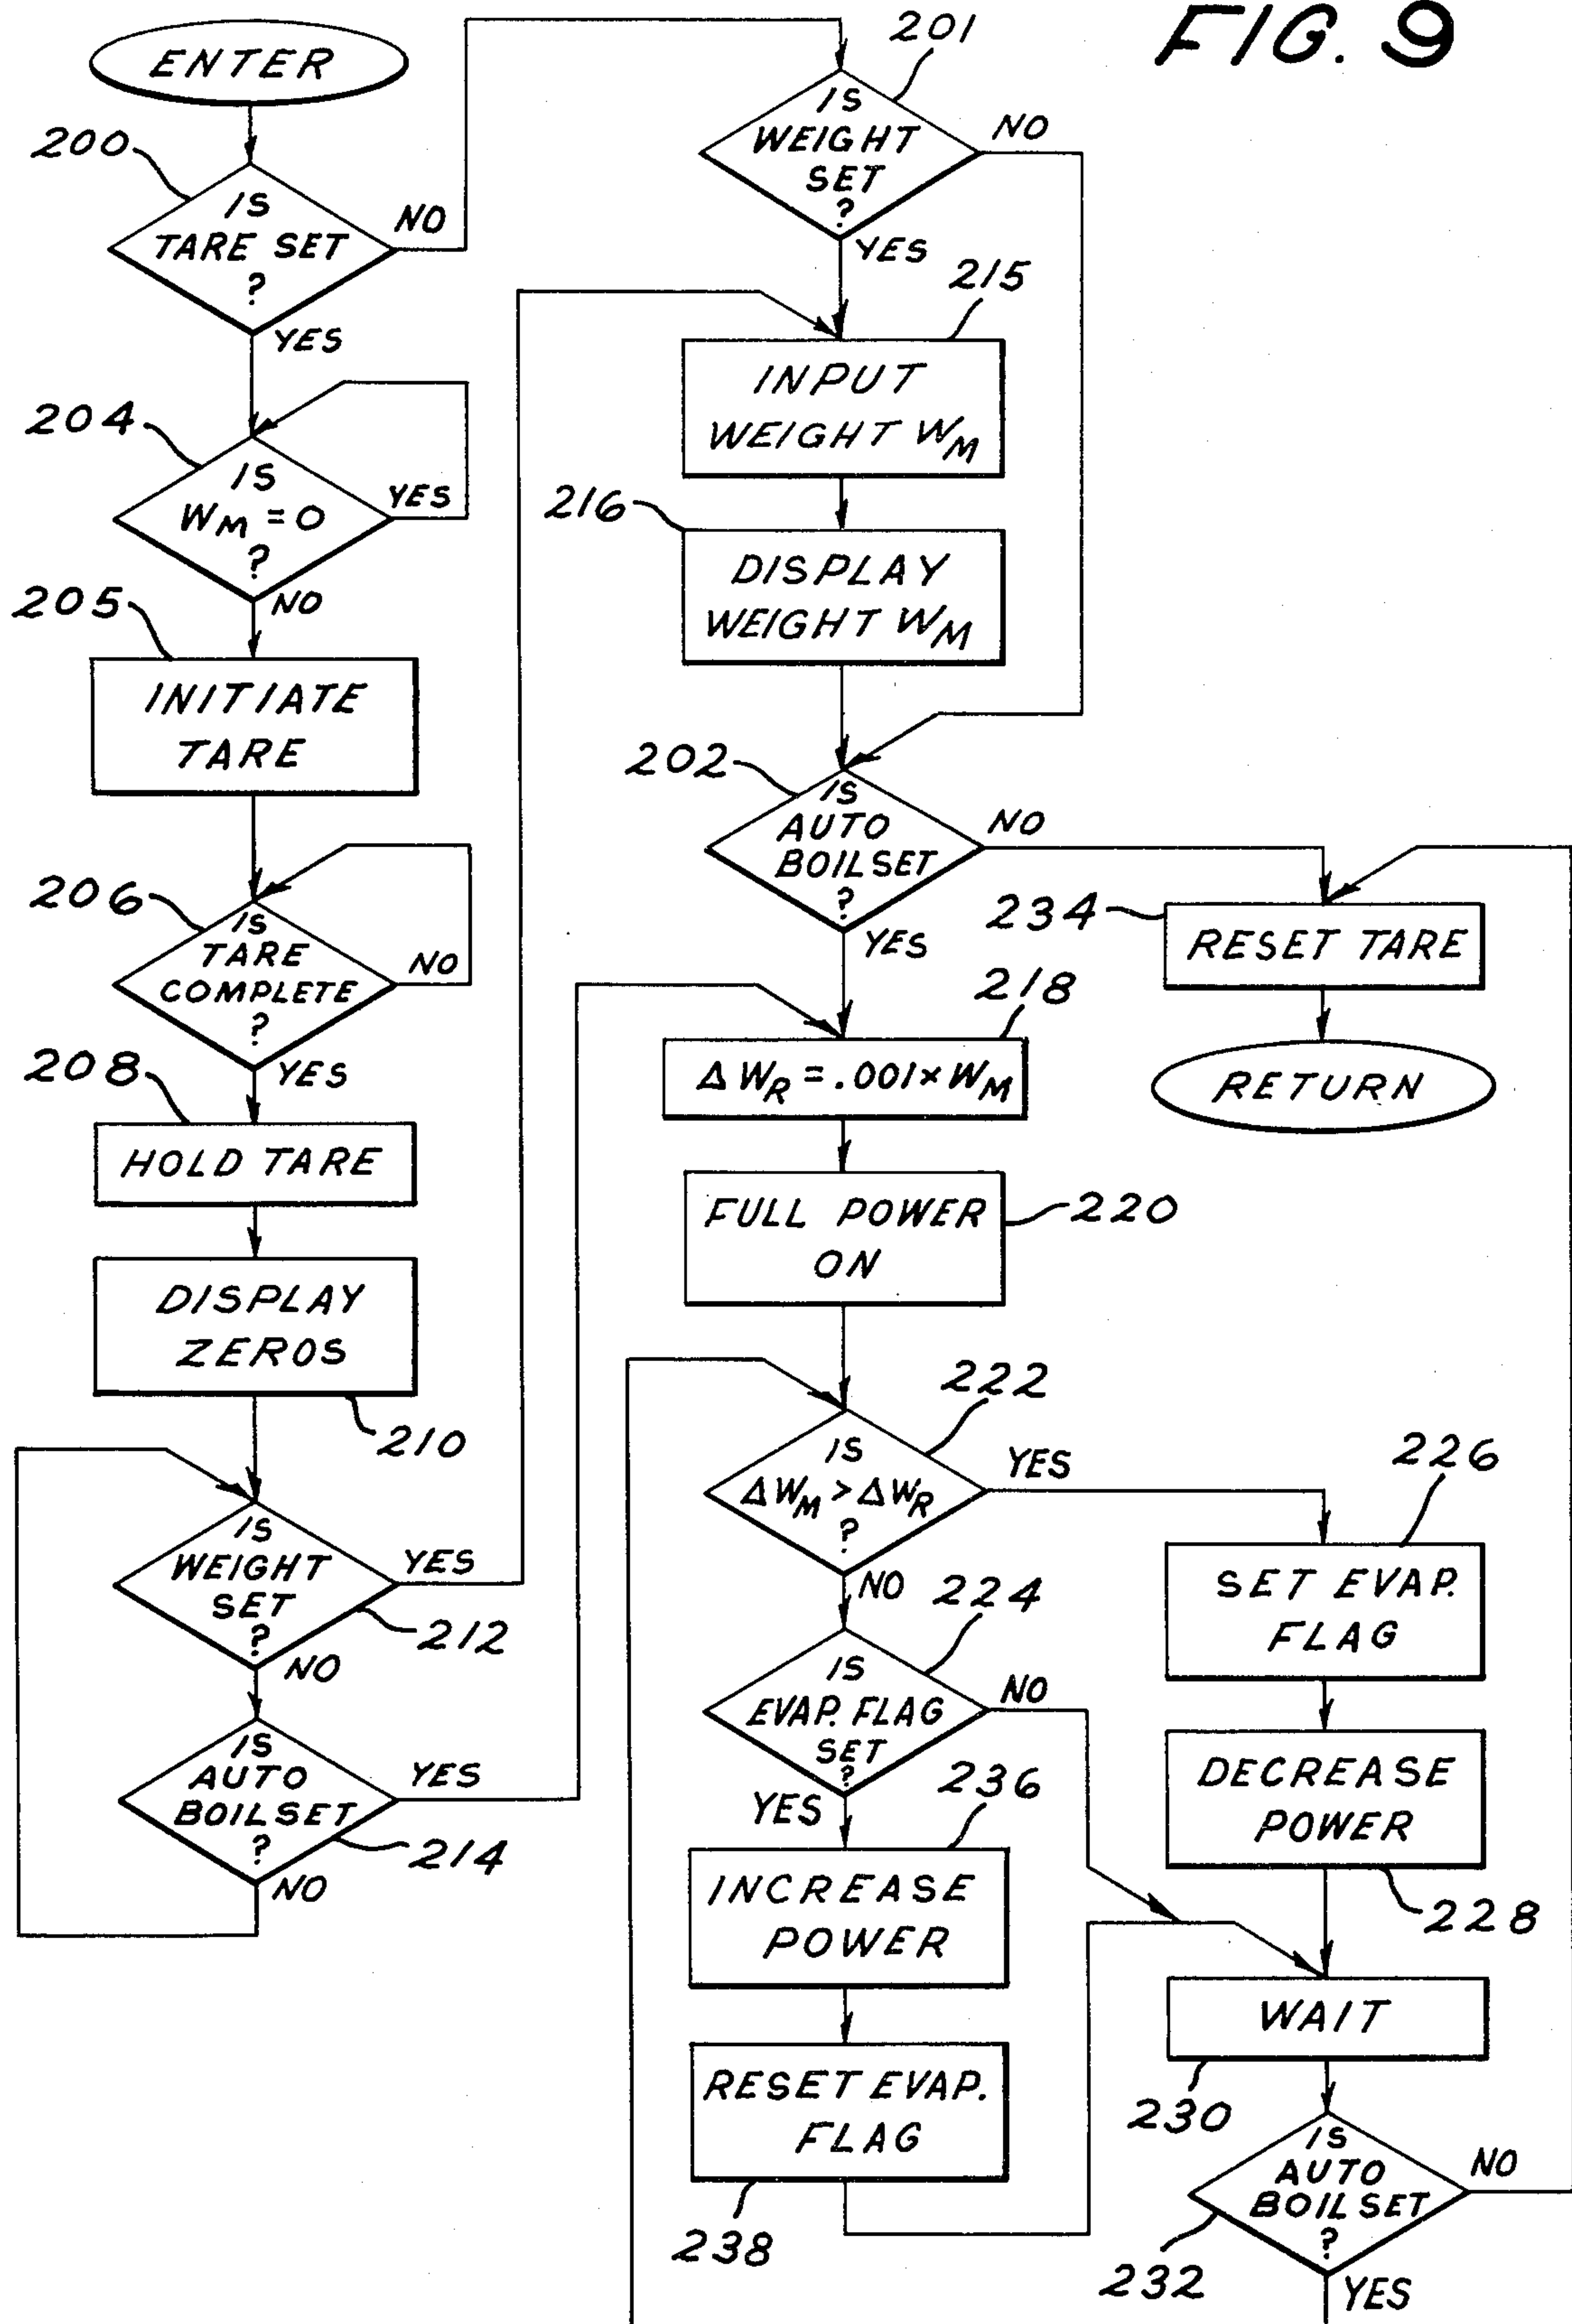 FIG. 9
ENTER
200
IS
TARE SET
?
NO
YES
204
IS
WM = 0
?
YES
NO
205
INITIATE
TARE
206
IS
TARE
COMPLETE
?
NO
YES
208
HOLD TARE
DISPLAY
ZEROS
210
IS
WEIGHT
SET
?
YES
212
NO
IS
AUTO
BOILSET
?
YES
214
NO
201
IS
WEIGHT
SET
?
NO
YES
215
INPUT
WEIGHT WM
216
DISPLAY
WEIGHT WM
202
IS
AUTO
BOILSET
?
NO
YES
234
RESET TARE
RETURN
218
Δ WR = .001 × WM
FULL POWER
ON
220
222
IS
Δ WM > Δ WR
?
YES
NO
224
IS
EVAP. FLAG
SET
?
NO
YES
236
INCREASE
POWER
RESET EVAP.
FLAG
238
226
SET EVAP.
FLAG
DECREASE
POWER
228
WAIT
230
IS
AUTO
BOILSET
?
NO
232
YES